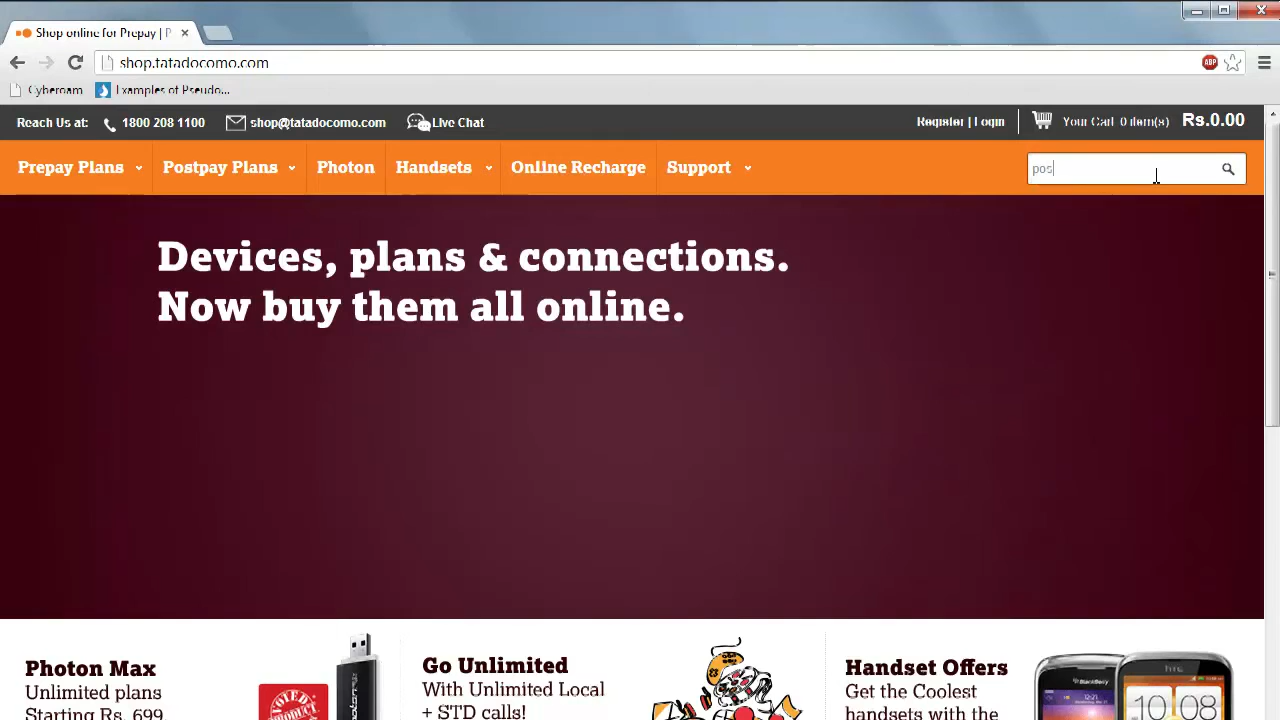 Shop online for Prepay | P
shop.tatadocomo.com
ABP
Cyberoam Examples of Pseudo...
Reach Us at: 1800 208 1100 shop@tatadocomo.com Live Chat Register | Login Your Cart 0 item(s) Rs.0.00
Prepay Plans Postpay Plans Photon Handsets Online Recharge Support pos
Devices, plans & connections.
Now buy them all online.
Photon Max
Unlimited plans
Starting Rs. 699.
Go Unlimited
With Unlimited Local
+ STD calls!
Handset Offers
Get the Coolest
handsets with the
BlackBerry
hTC
10 08